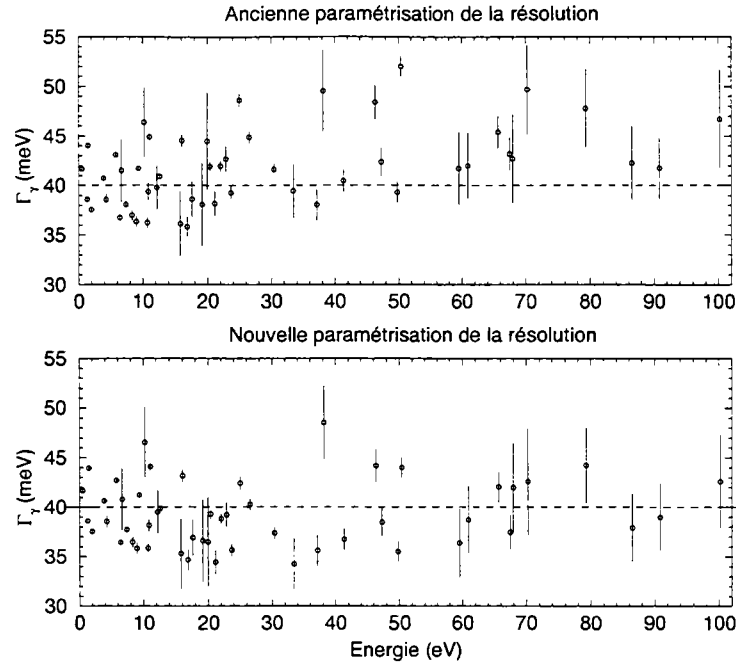 Ancienne paramétrisation de la résolution
55
50
45
40
35
30
Γγ (meV)
0 10 20 30 40 50 60 70 80 90 100
Nouvelle paramétrisation de la résolution
55
50
45
40
35
30
Γγ (meV)
0 10 20 30 40 50 60 70 80 90 100
Energie (eV)